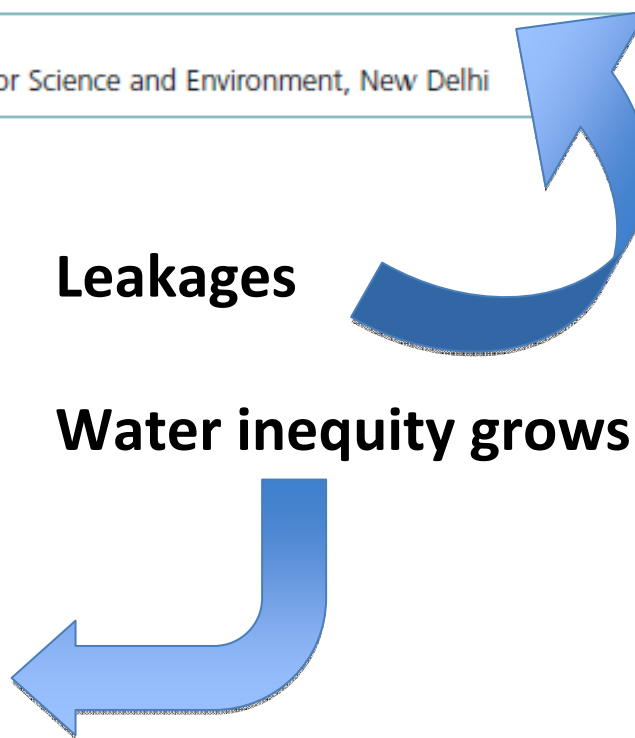 or Science and Environment, New Delhi
Leakages
Water inequity grows